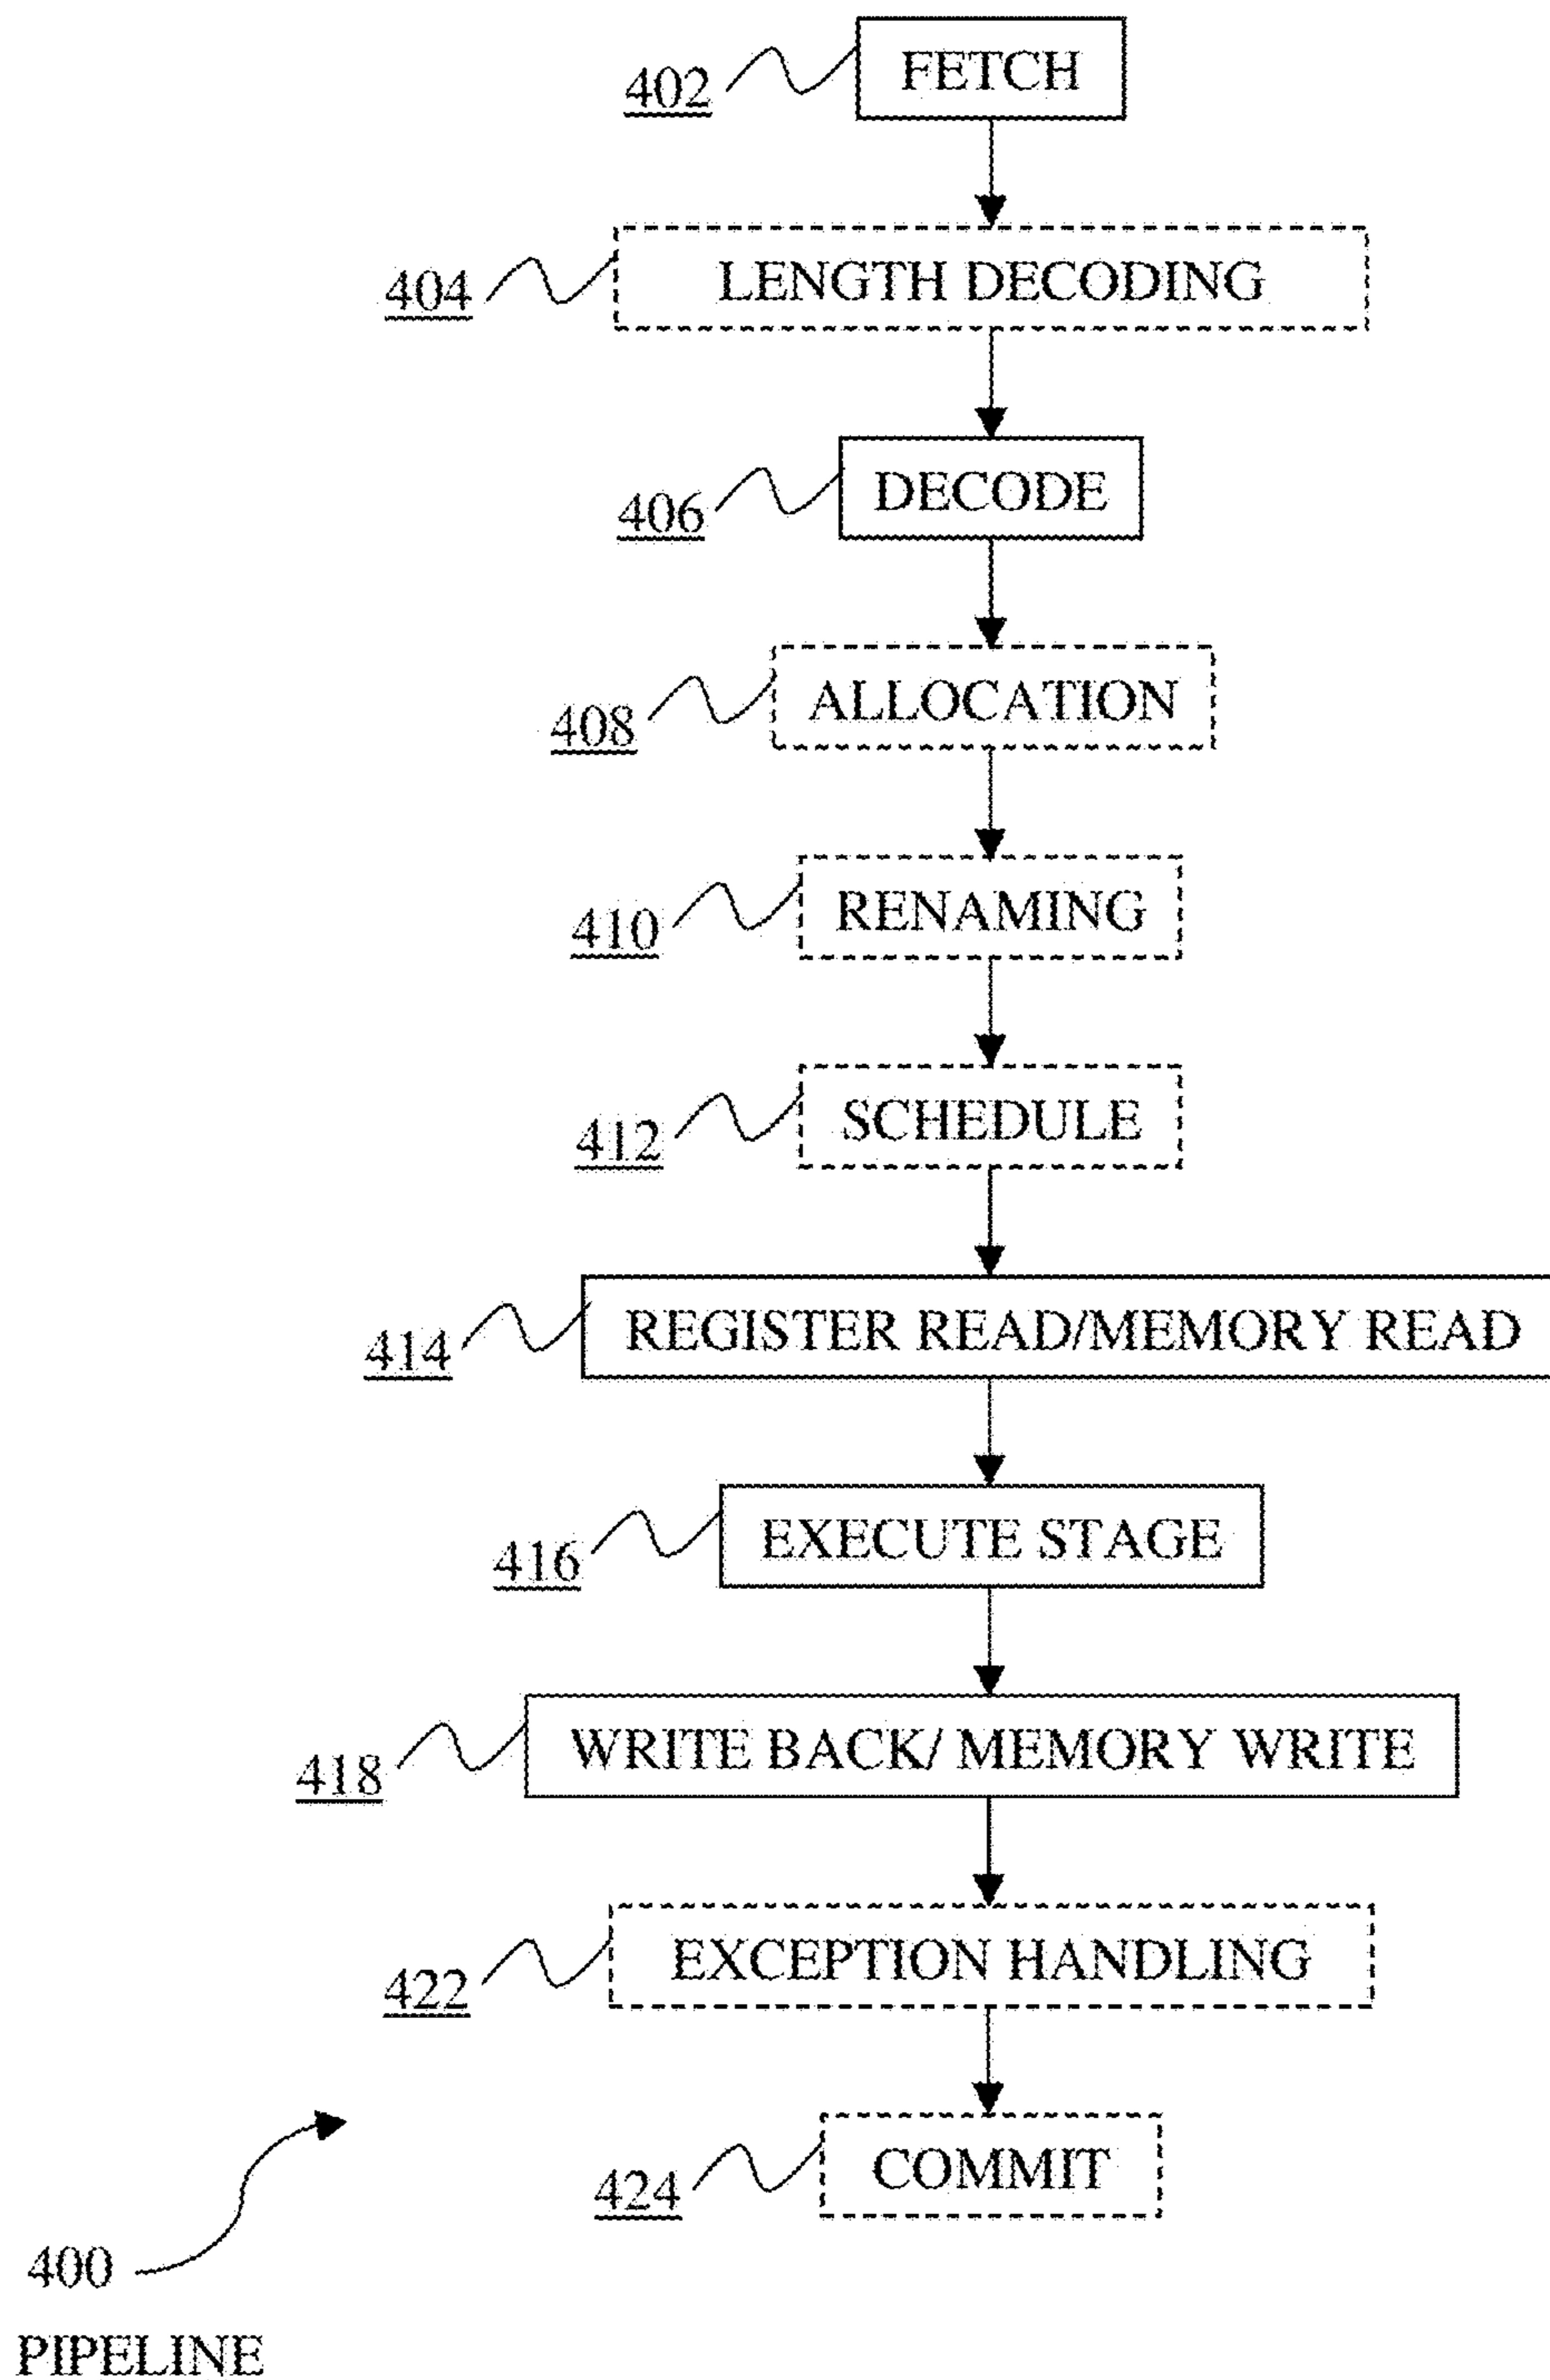 402 FETCH
404 LENGTH DECODING
406 DECODE
408 ALLOCATION
410 RENAMING
412 SCHEDULE
414 REGISTER READ/MEMORY READ
416 EXECUTE STAGE
418 WRITE BACK/ MEMORY WRITE
422 EXCEPTION HANDLING
424 COMMIT
400
PIPELINE